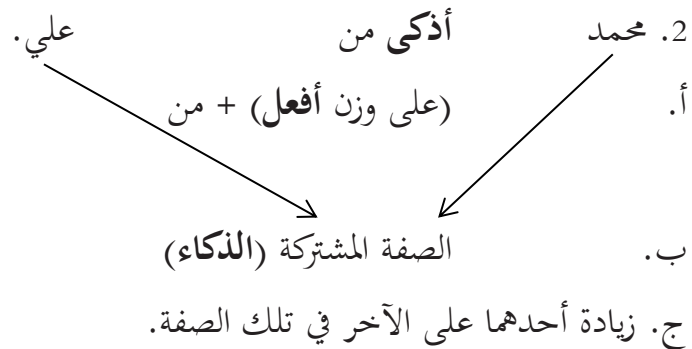 2. محمد أذكى من علي.
أ. (على وزن أفعل) + من
ب. الصفة المشتركة (الذكاء)
ج. زيادة أحدهما على الآخر في تلك الصفة.